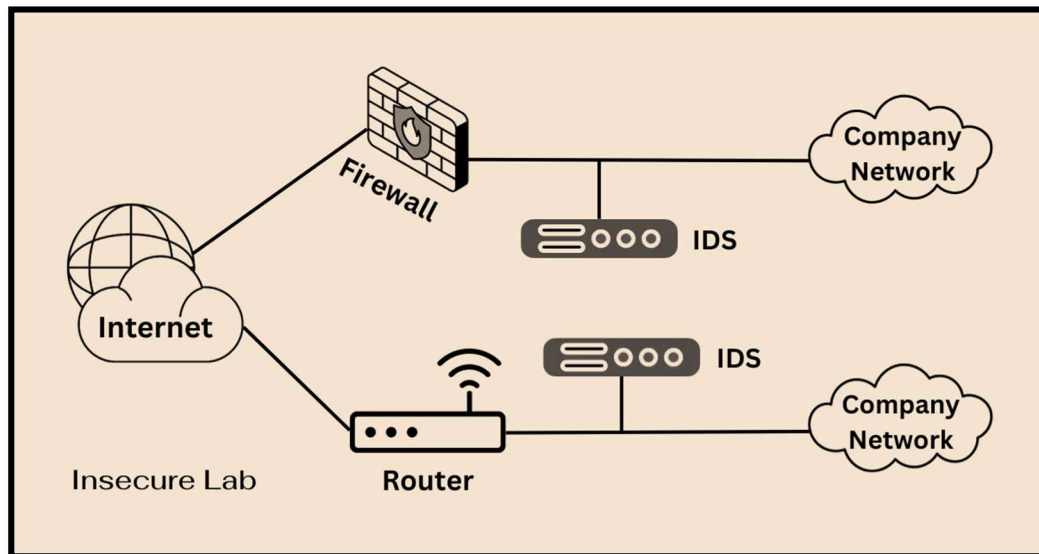 Firewall
Company
Network
IDS
Internet
IDS
Company
Network
Router
Insecure Lab